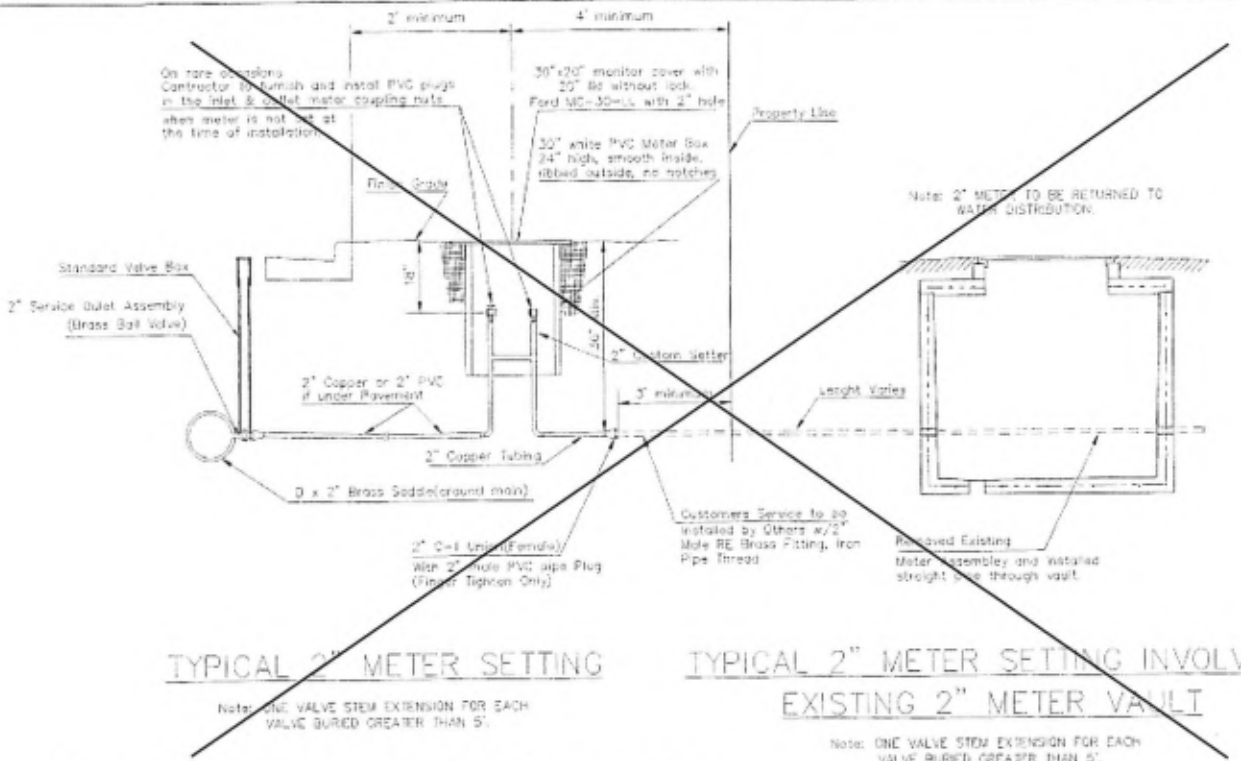 2' minimum
4' minimum
On rare occasions
Contractor to furnish and install PVC plugs
in the inlet & outlet meter coupling nuts
when meter is not set at
the time of installation.
30"x20" monitor cover with
20" lid without lock.
Ford MC-30-LL with 2" hole
Property Line
30" white PVC Meter Box
24" high, smooth inside,
ribbed outside, no notches
Finish Grade
Note: 2" METER TO BE RETURNED TO
WATER DISTRIBUTION.
Standard Valve Box
18"
2" Service Outlet Assembly
(Brass Ball Valve)
2" Custom Setter
2" Copper or 2" PVC
if under Pavement
3' minimum
Lenght Varies
2" Copper Tubing
D x 2" Brass Saddle(around main)
Customers Service to be
installed by Others w/2"
Male RE Brass Fitting, Iron
Pipe Thread
2" C-I Union(Female)
With 2" male PVC pipe Plug
(Finger Tighten Only)
Removed Existing
Meter Assembley and installed
straight pipe through vault.
TYPICAL 2" METER SETTING
Note: ONE VALVE STEM EXTENSION FOR EACH
VALVE BURIED GREATER THAN 5'.
TYPICAL 2" METER SETTING INVOLV
EXISTING 2" METER VAULT
Note: ONE VALVE STEM EXTENSION FOR EACH
VALVE BURIED GREATER THAN 5'.